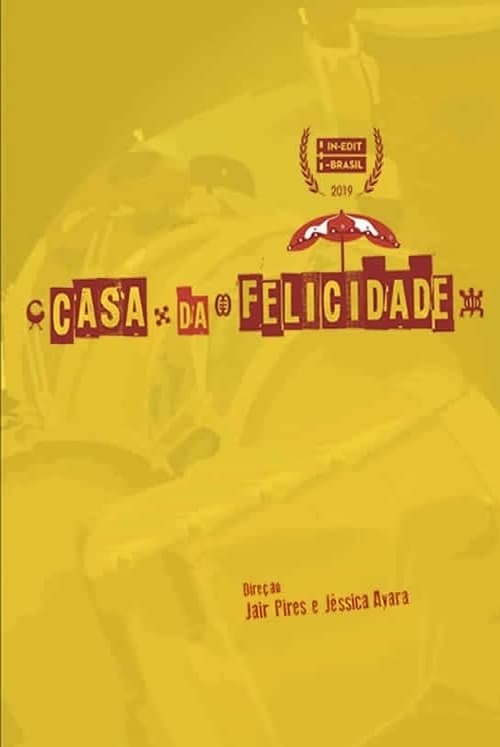 IN-EDIT
-BRASIL
2019
CASA DA FELICIDADE
Direção
Jair Pires e Jéssica Ayara